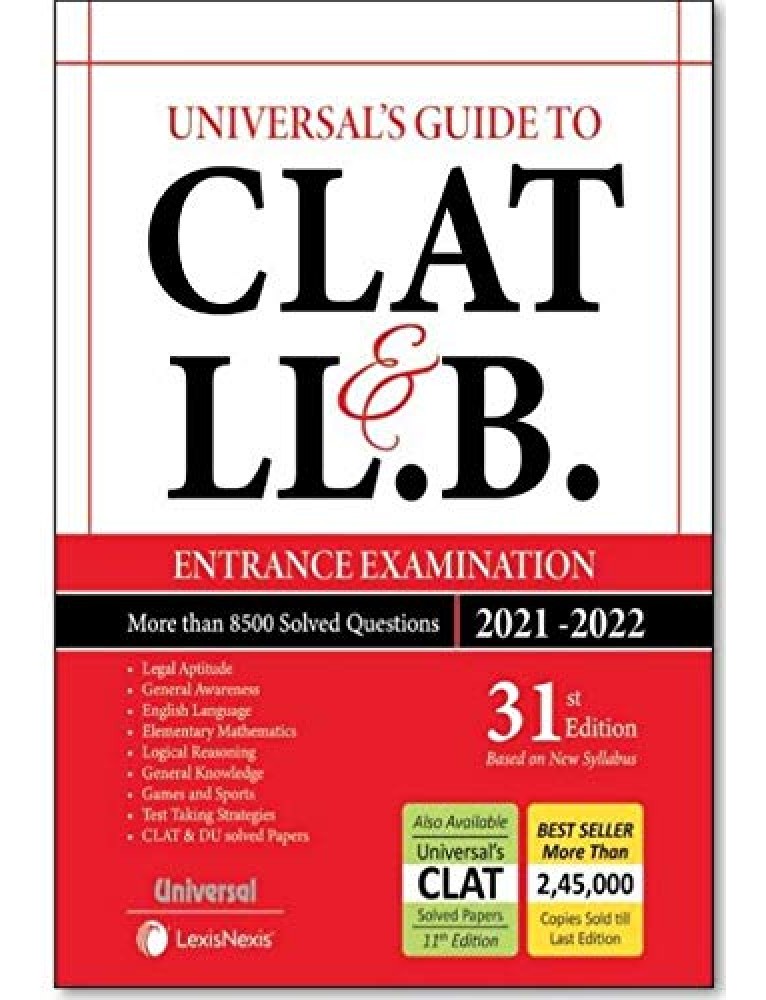 UNIVERSAL'S GUIDE TO
CLAT
&
LL.B.
ENTRANCE EXAMINATION
More than 8500 Solved Questions | 2021 -2022
• Legal Aptitude
• General Awareness
• English Language
• Elementary Mathematics
• Logical Reasoning
• General Knowledge
• Games and Sports
• Test Taking Strategies
• CLAT & DU solved Papers
31st Edition
Based on New Syllabus
Also Available
Universal's
CLAT
Solved Papers
11th Edition
BEST SELLER
More Than
2,45,000
Copies Sold till
Last Edition
Universal
LexisNexis®